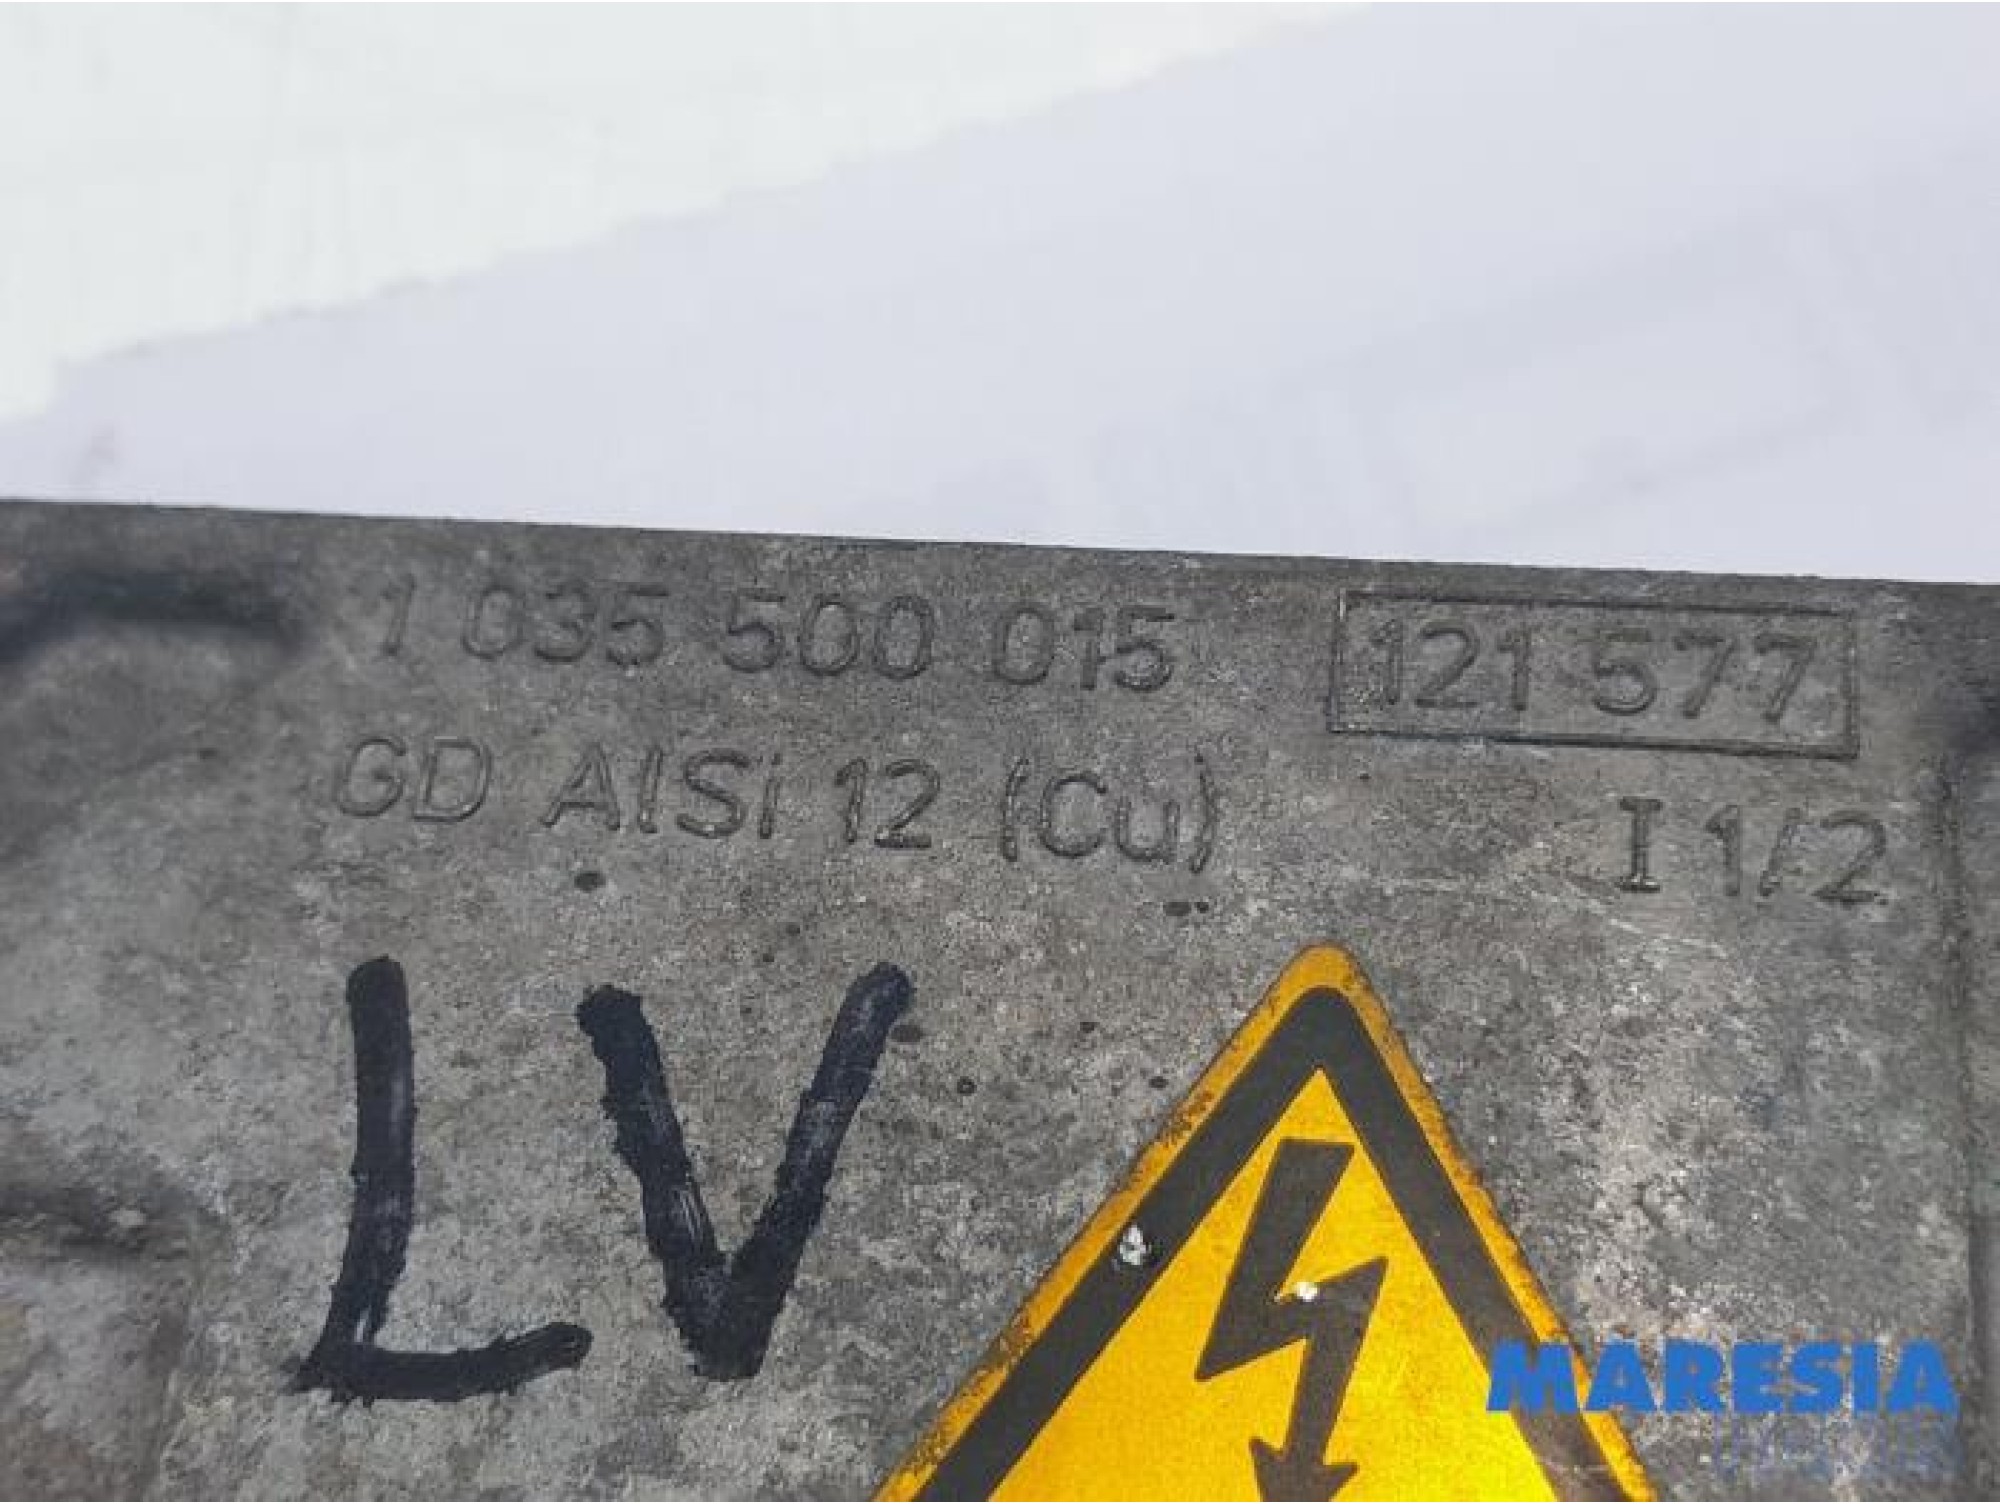 1 035 500 015 121 577
GD AlSi 12 (Cu) I 1/2
LV
MARESIA